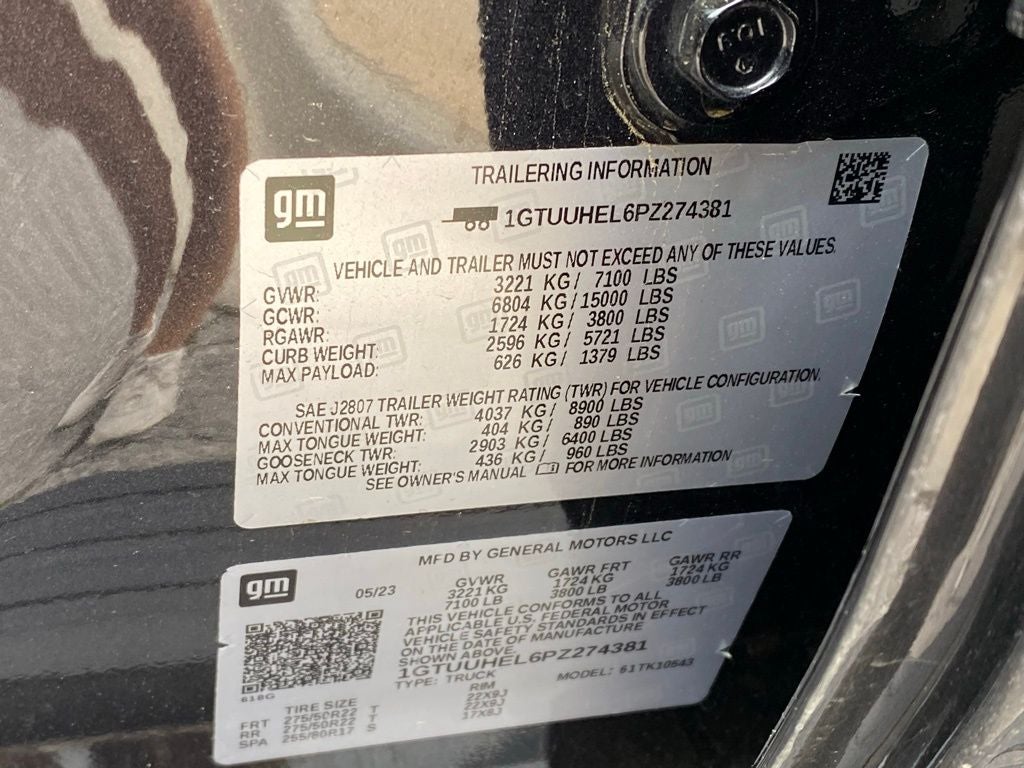 TRAILERING INFORMATION
gm
1GTUUHEL6PZ274381
VEHICLE AND TRAILER MUST NOT EXCEED ANY OF THESE VALUES.
GVWR: 3221 KG / 7100 LBS
GCWR: 6804 KG / 15000 LBS
RGAWR: 1724 KG / 3800 LBS
CURB WEIGHT: 2596 KG / 5721 LBS
MAX PAYLOAD: 626 KG / 1379 LBS
SAE J2807 TRAILER WEIGHT RATING (TWR) FOR VEHICLE CONFIGURATION.
CONVENTIONAL TWR: 4037 KG / 8900 LBS
MAX TONGUE WEIGHT: 404 KG / 890 LBS
GOOSENECK TWR: 2903 KG / 6400 LBS
MAX TONGUE WEIGHT: 436 KG / 960 LBS
SEE OWNER'S MANUAL FOR MORE INFORMATION
MFD BY GENERAL MOTORS LLC
gm
05/23
GVWR GAWR FRT GAWR RR
3221 KG 1724 KG 1724 KG
7100 LB 3800 LB 3800 LB
THIS VEHICLE CONFORMS TO ALL
APPLICABLE U.S. FEDERAL MOTOR
VEHICLE SAFETY STANDARDS IN EFFECT
ON THE DATE OF MANUFACTURE
SHOWN ABOVE.
1GTUUHEL6PZ274381
TYPE: TRUCK MODEL: 61TK10543
618G
TIRE SIZE RIM
FRT 275/50R22 T 22X9J
RR 275/50R22 T 22X9J
SPA 255/80R17 S 17X8J